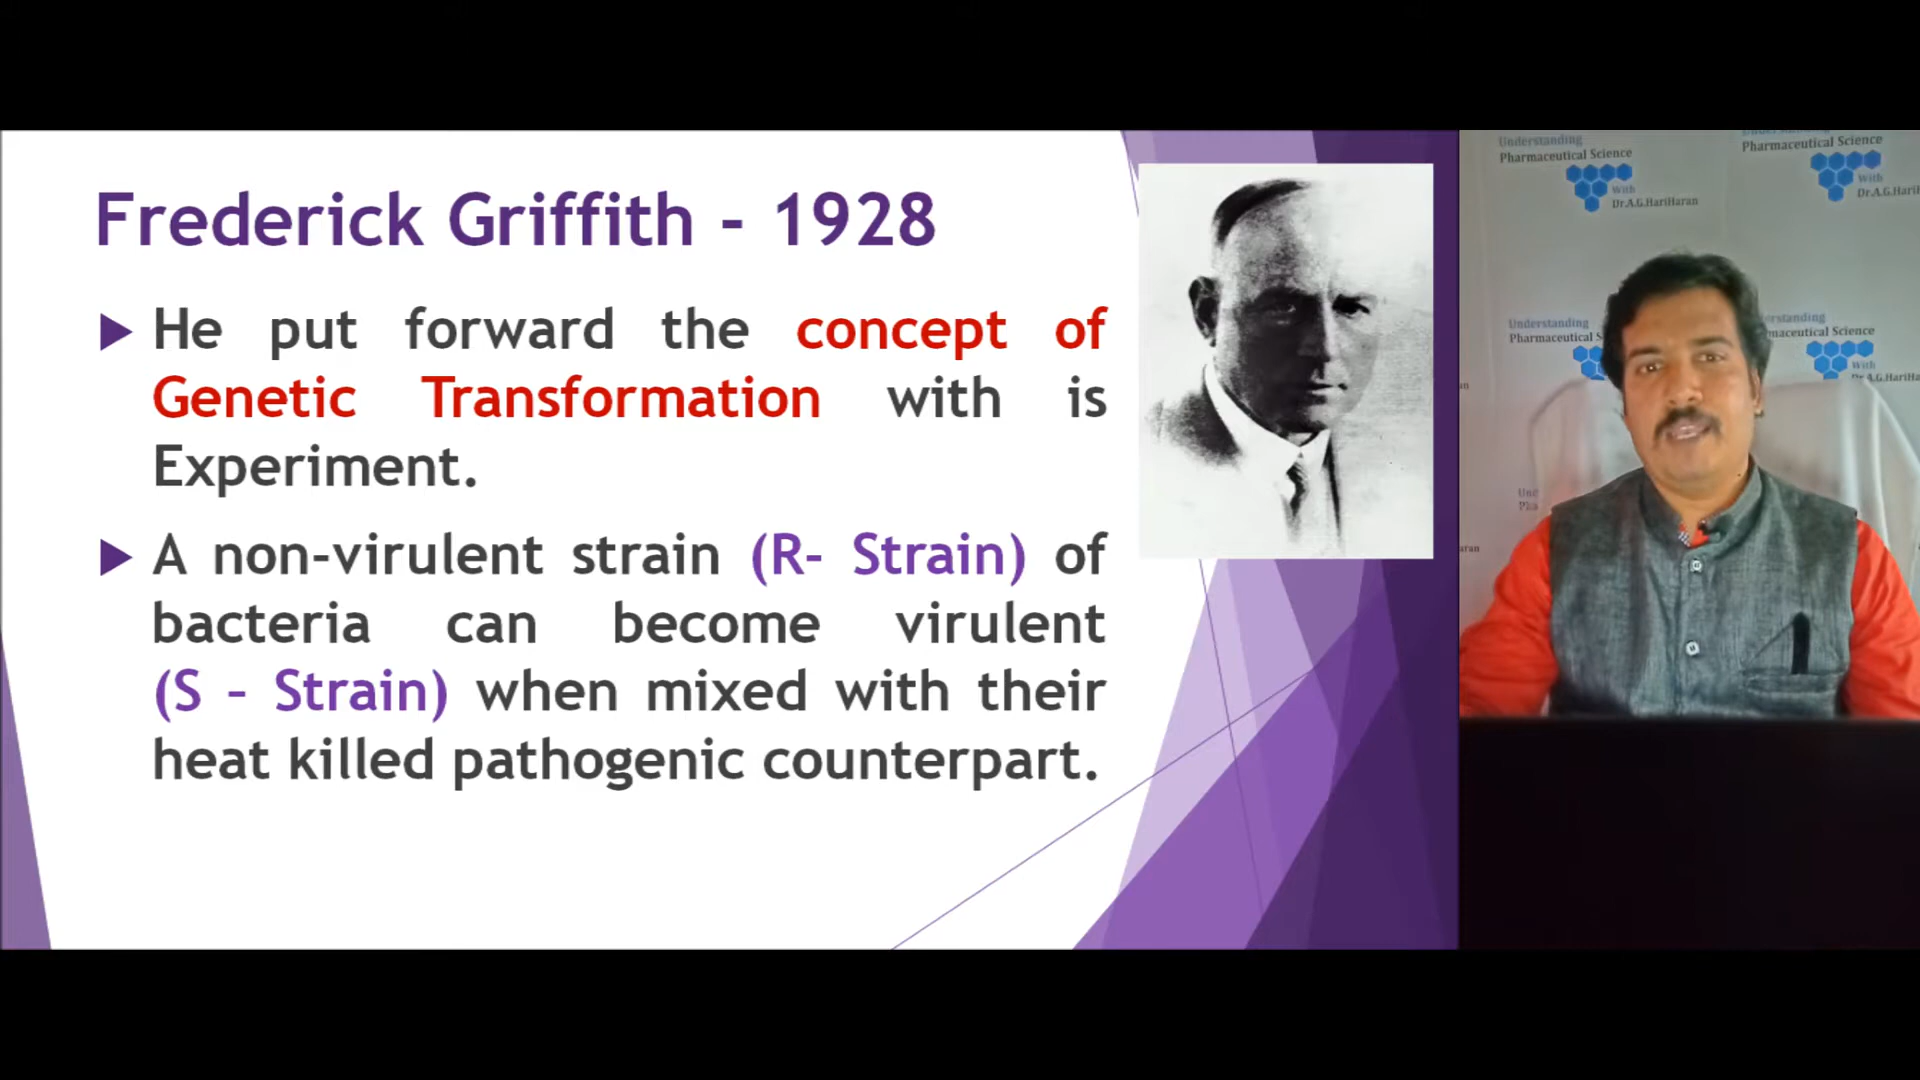 Frederick Griffith - 1928
He put forward the concept of
Genetic Transformation with is
Experiment.
A non-virulent strain (R- Strain) of
bacteria can become virulent
(S – Strain) when mixed with their
heat killed pathogenic counterpart.
Understanding
Pharmaceutical Science
With
Dr.A.G.HariHaran
Pharmaceutical Science
With
Understanding
With